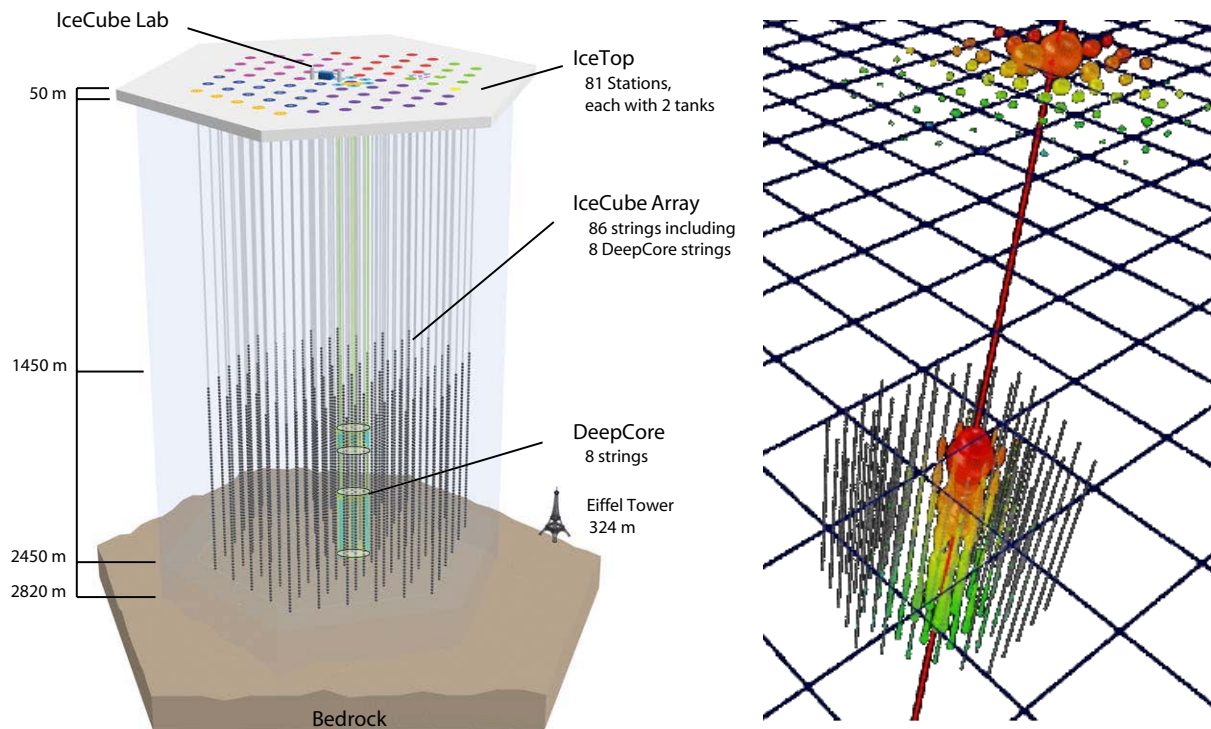 IceCube Lab
IceTop
81 Stations,
each with 2 tanks
50 m
IceCube Array
86 strings including
8 DeepCore strings
1450 m
DeepCore
8 strings
Eiffel Tower
324 m
2450 m
2820 m
Bedrock